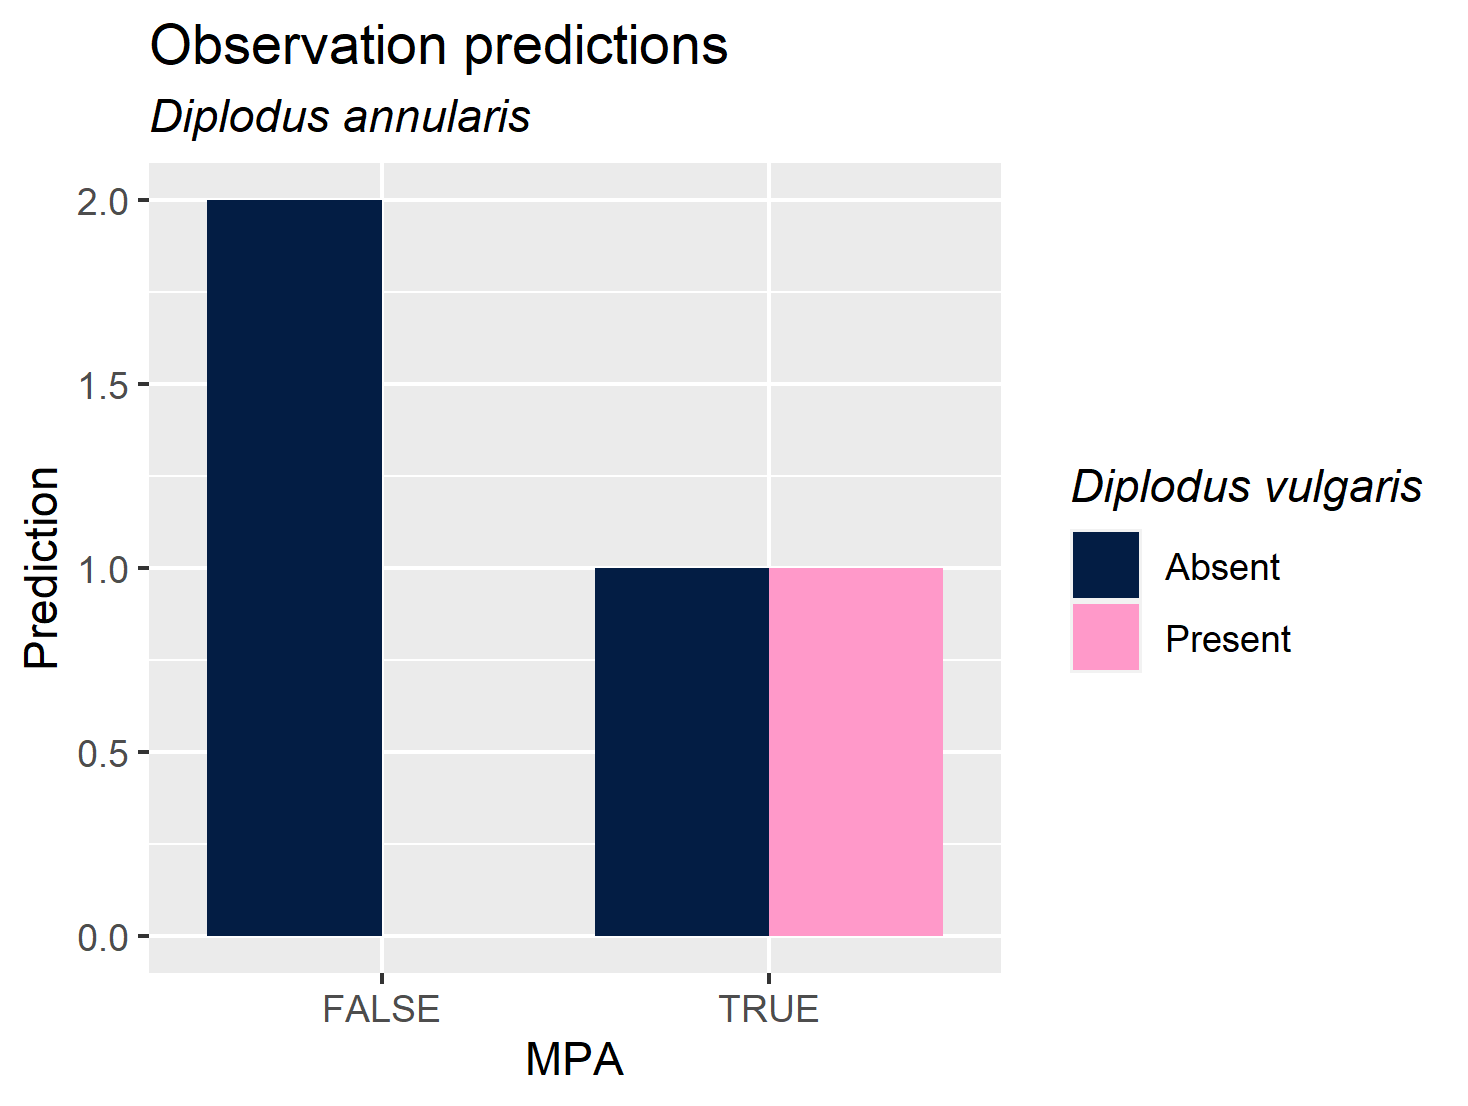 Observation predictions
Diplodus annularis
2.0
1.5
1.0
0.5
0.0
Prediction
FALSE
TRUE
MPA
Diplodus vulgaris
Absent
Present